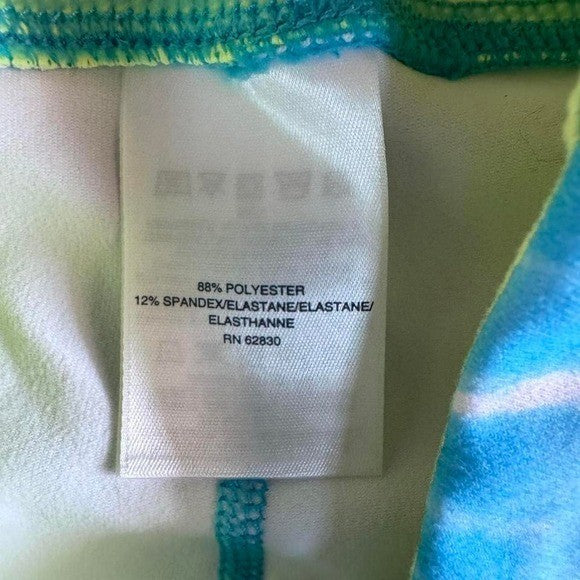 88% POLYESTER
12% SPANDEX/ELASTANE/ELASTANE/
ELASTHANNE
RN 62830